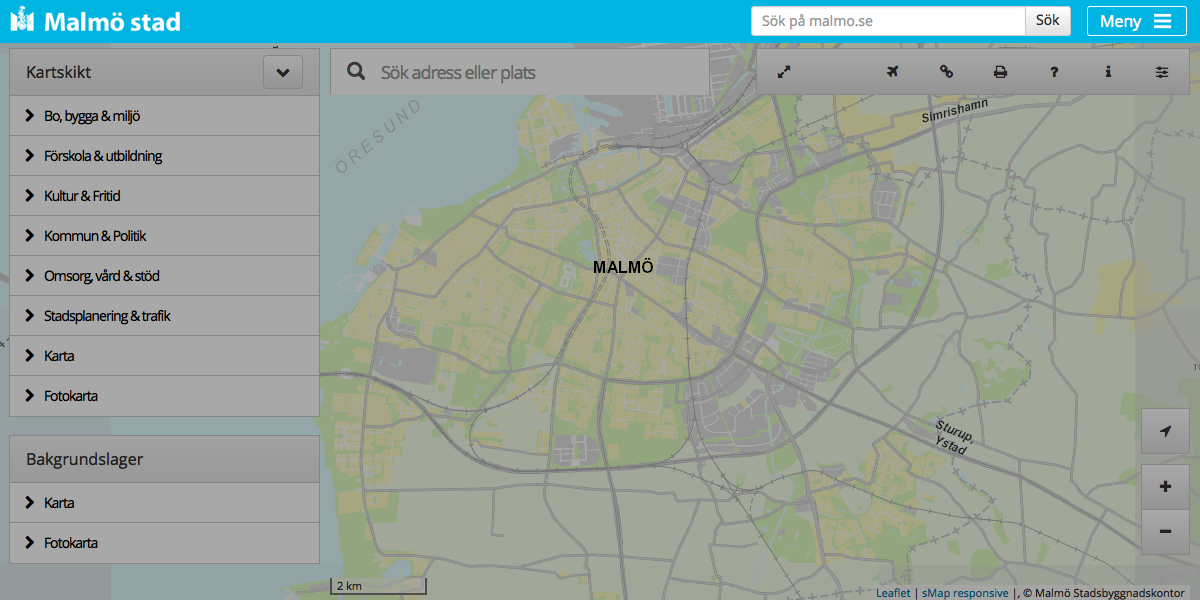 Malmö stad
Sök på malmo.se
Sök
Meny
Kartskikt
Sök adress eller plats
?
i
Bo, bygga & miljö
Förskola & utbildning
Kultur & Fritid
Kommun & Politik
Omsorg, vård & stöd
Stadsplanering & trafik
Karta
Fotokarta
Bakgrundslager
Karta
Fotokarta
ÖRESUND
Simrishamn
MALMÖ
Sturup,
Ystad
+
−
2 km
Leaflet | sMap responsive |, © Malmö Stadsbyggnadskontor